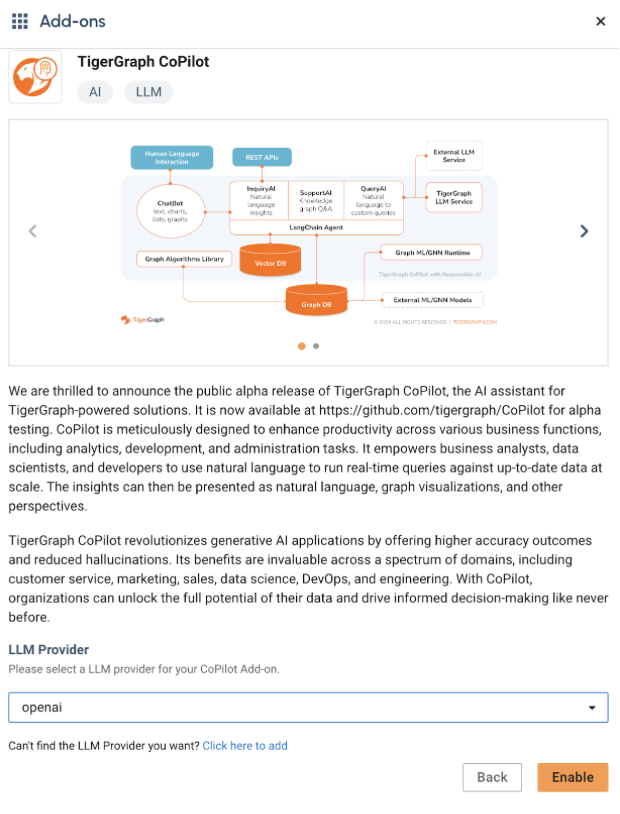 Add-ons
TigerGraph CoPilot
AI
LLM
Human Language
Interaction
REST APIs
External LLM
Service
ChatBot
text, charts,
lists, graphs
InquiryAI
Natural
language
insights
SupportAI
Knowledge
graph Q&A
QueryAI
Natural
language to
custom queries
TigerGraph
LLM Service
LangChain Agent
Graph Algorithms Library
Vector DB
Graph ML/GNN Runtime
TigerGraph CoPilot with Responsible AI
Graph DB
External ML/GNN Models
TigerGraph
© 2024 ALL RIGHTS RESERVED | TIGERGRAPH.COM
We are thrilled to announce the public alpha release of TigerGraph CoPilot, the AI assistant for
TigerGraph-powered solutions. It is now available at https://github.com/tigergraph/CoPilot for alpha
testing. CoPilot is meticulously designed to enhance productivity across various business functions,
including analytics, development, and administration tasks. It empowers business analysts, data
scientists, and developers to use natural language to run real-time queries against up-to-date data at
scale. The insights can then be presented as natural language, graph visualizations, and other
perspectives.
TigerGraph CoPilot revolutionizes generative AI applications by offering higher accuracy outcomes
and reduced hallucinations. Its benefits are invaluable across a spectrum of domains, including
customer service, marketing, sales, data science, DevOps, and engineering. With CoPilot,
organizations can unlock the full potential of their data and drive informed decision-making like never
before.
LLM Provider
Please select a LLM provider for your CoPilot Add-on.
openai
Can't find the LLM Provider you want? Click here to add
Back
Enable